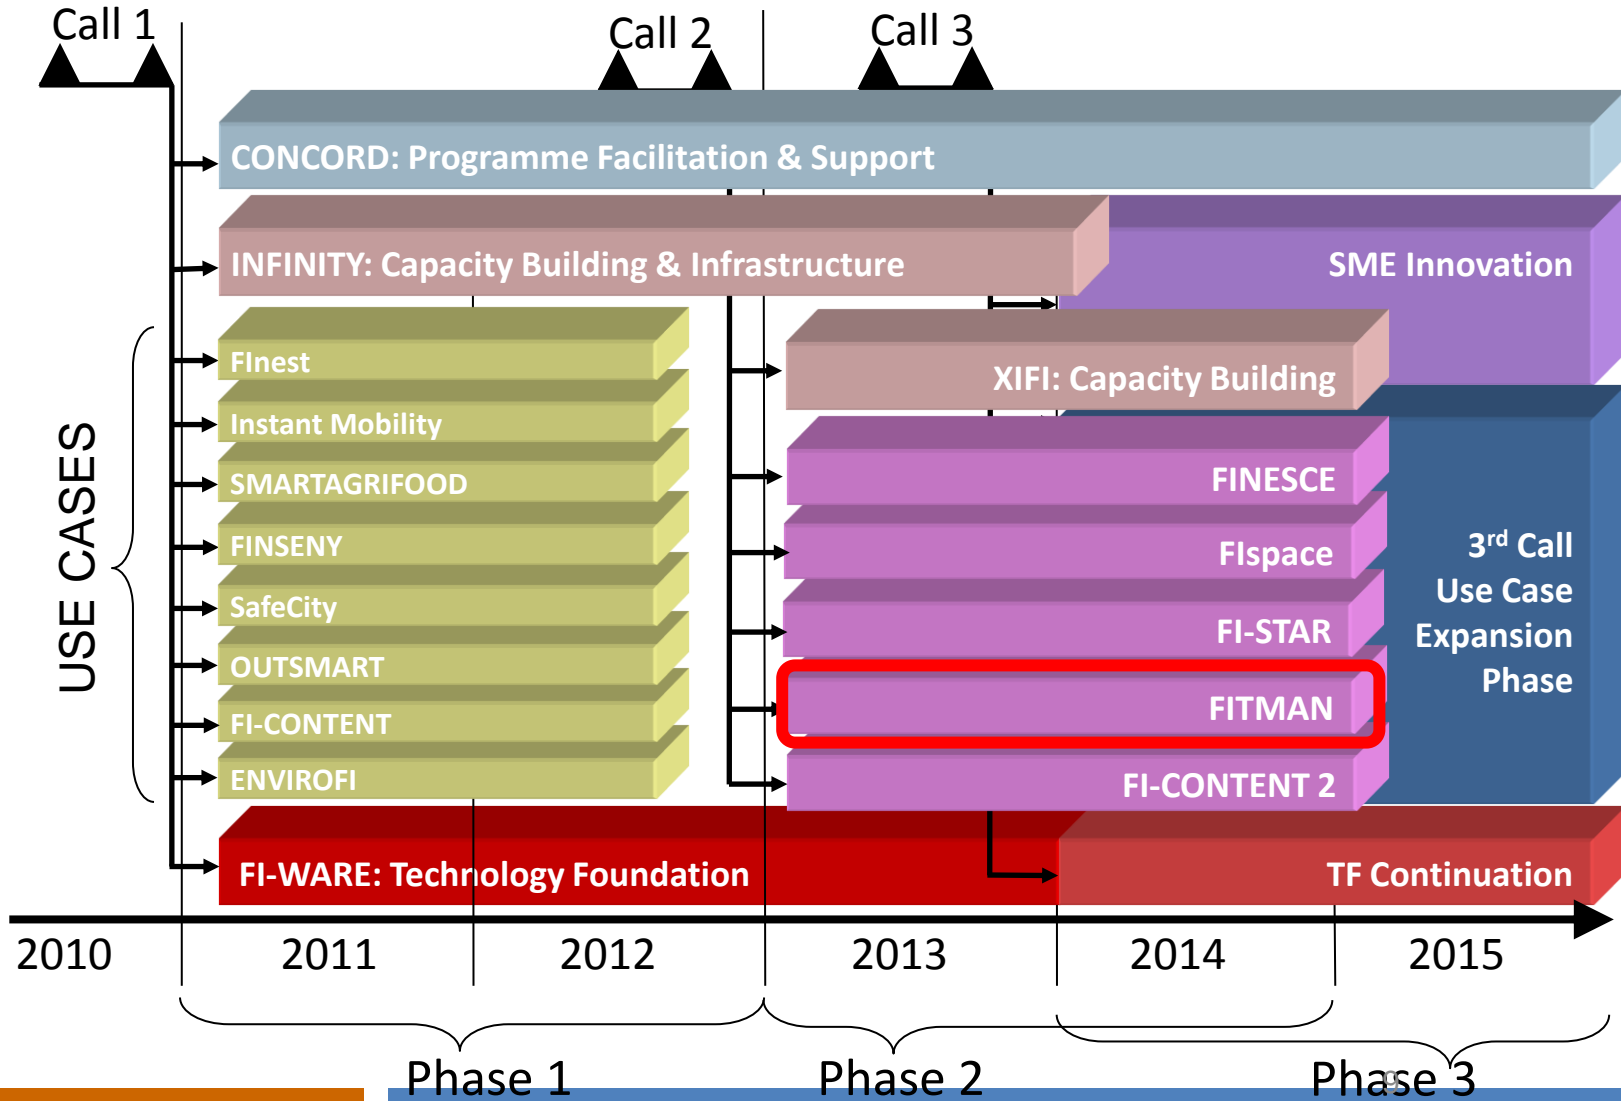 Call 1
Call 2
Call 3
CONCORD: Programme Facilitation & Support
INFINITY: Capacity Building & Infrastructure
SME Innovation
USE CASES
FInest
Instant Mobility
SMARTAGRIFOOD
FINSENY
SafeCity
OUTSMART
FI-CONTENT
ENVIROFI
XIFI: Capacity Building
FINESCE
FIspace
FI-STAR
FITMAN
FI-CONTENT 2
3rd Call
Use Case
Expansion
Phase
FI-WARE: Technology Foundation
TF Continuation
2010 2011 2012 2013 2014 2015
Phase 1 Phase 2 Phase 3
9